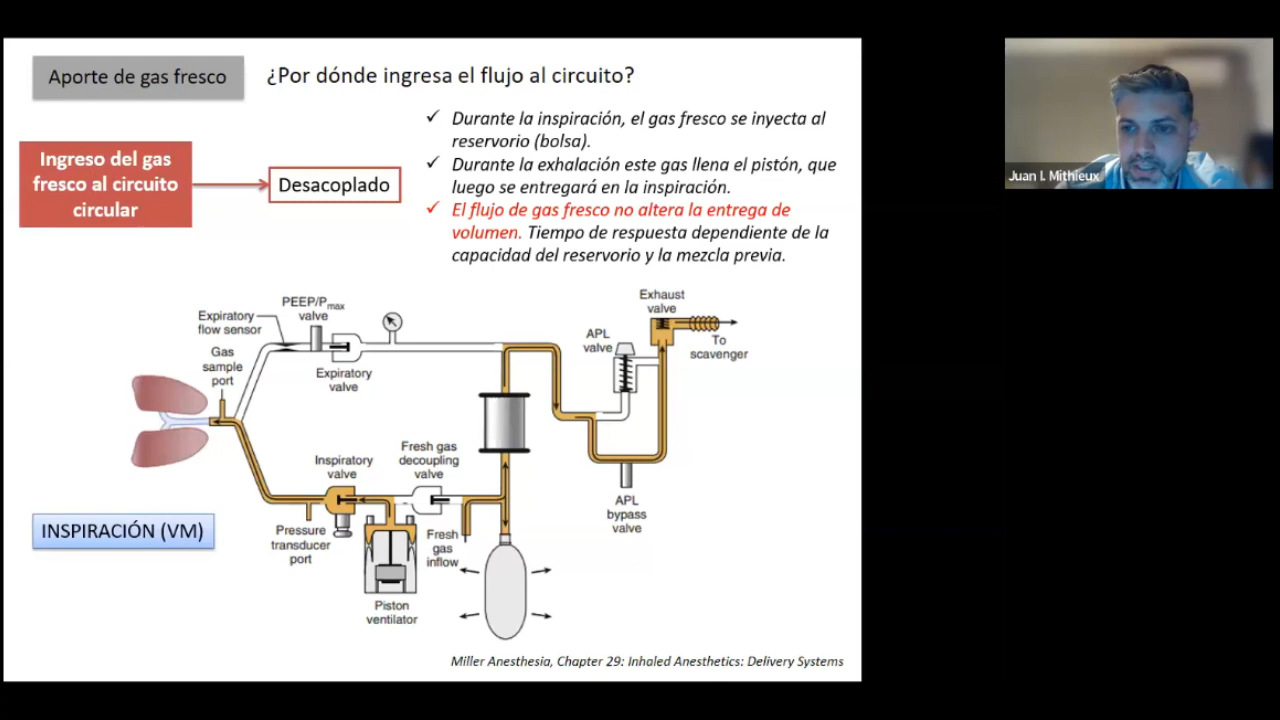 Aporte de gas fresco
¿Por dónde ingresa el flujo al circuito?
Ingreso del gas
fresco al circuito
circular
Desacoplado
✓ Durante la inspiración, el gas fresco se inyecta al
reservorio (bolsa).
✓ Durante la exhalación este gas llena el pistón, que
luego se entregará en la inspiración.
✓ El flujo de gas fresco no altera la entrega de
volumen. Tiempo de respuesta dependiente de la
capacidad del reservorio y la mezcla previa.
Juan I. Mithieux
PEEP/Pmax
valve
Expiratory
flow sensor
Gas
sample
port
Expiratory
valve
Exhaust
valve
APL
valve
To
scavenger
Inspiratory
valve
Fresh gas
decoupling
valve
APL
bypass
valve
Pressure
transducer
port
Fresh
gas
inflow
Piston
ventilator
INSPIRACIÓN (VM)
Miller Anesthesia, Chapter 29: Inhaled Anesthetics: Delivery Systems